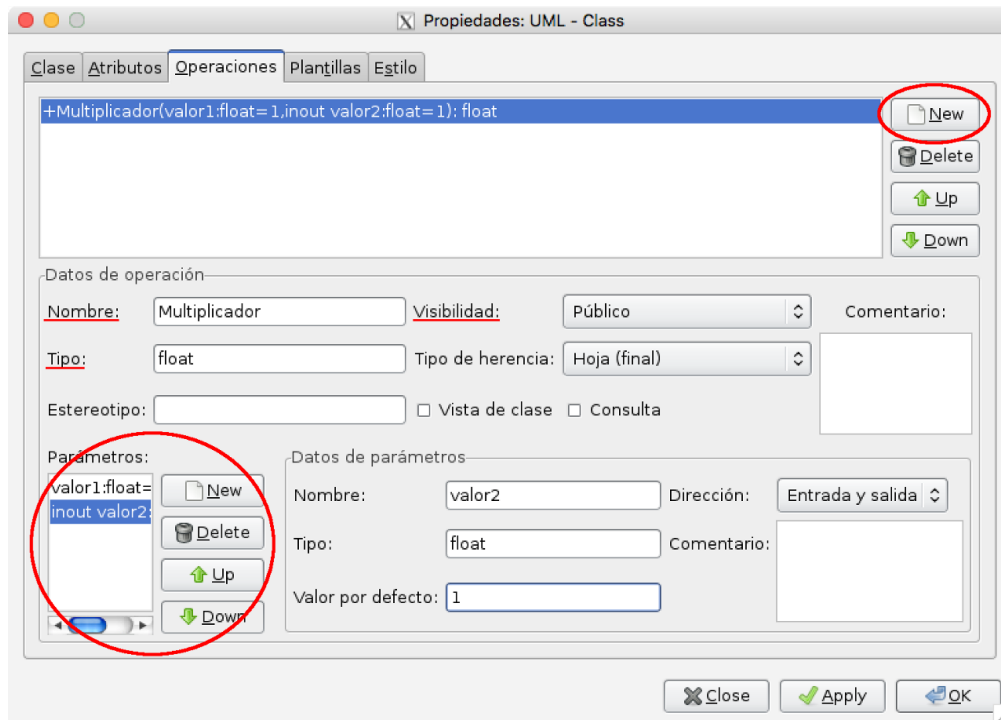 Propiedades: UML - Class
Clase Atributos Operaciones Plantillas Estilo
+Multiplicador(valor1:float=1,inout valor2:float=1): float
New
Delete
Up
Down
Datos de operación
Nombre: Multiplicador Visibilidad: Público Comentario:
Tipo: float Tipo de herencia: Hoja (final)
Estereotipo: Vista de clase Consulta
Parámetros:
valor1:float=
inout valor2:
New
Delete
Up
Down
Datos de parámetros
Nombre: valor2 Dirección: Entrada y salida
Tipo: float Comentario:
Valor por defecto: 1
Close Apply OK